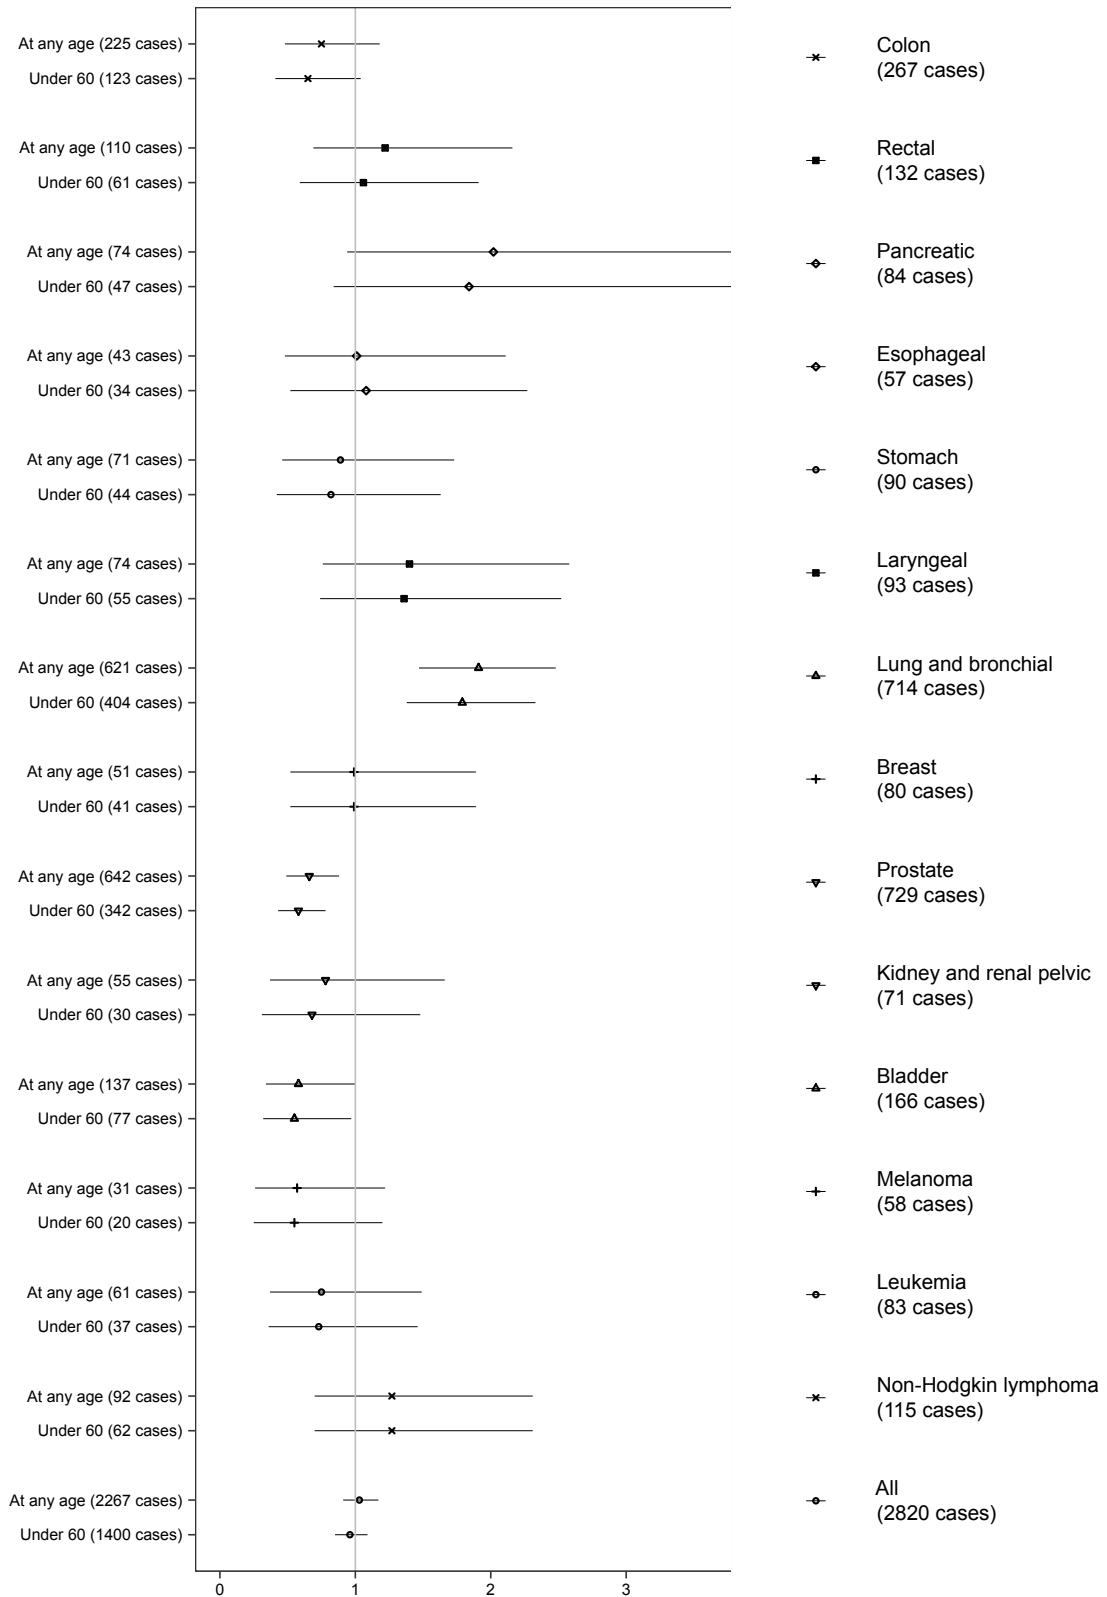 At any age (225 cases)
Under 60 (123 cases)
Colon
(267 cases)
At any age (110 cases)
Under 60 (61 cases)
Rectal
(132 cases)
At any age (74 cases)
Under 60 (47 cases)
Pancreatic
(84 cases)
At any age (43 cases)
Under 60 (34 cases)
Esophageal
(57 cases)
At any age (71 cases)
Under 60 (44 cases)
Stomach
(90 cases)
At any age (74 cases)
Under 60 (55 cases)
Laryngeal
(93 cases)
At any age (621 cases)
Under 60 (404 cases)
Lung and bronchial
(714 cases)
At any age (51 cases)
Under 60 (41 cases)
Breast
(80 cases)
At any age (642 cases)
Under 60 (342 cases)
Prostate
(729 cases)
At any age (55 cases)
Under 60 (30 cases)
Kidney and renal pelvic
(71 cases)
At any age (137 cases)
Under 60 (77 cases)
Bladder
(166 cases)
At any age (31 cases)
Under 60 (20 cases)
Melanoma
(58 cases)
At any age (61 cases)
Under 60 (37 cases)
Leukemia
(83 cases)
At any age (92 cases)
Under 60 (62 cases)
Non-Hodgkin lymphoma
(115 cases)
At any age (2267 cases)
Under 60 (1400 cases)
All
(2820 cases)
0 1 2 3